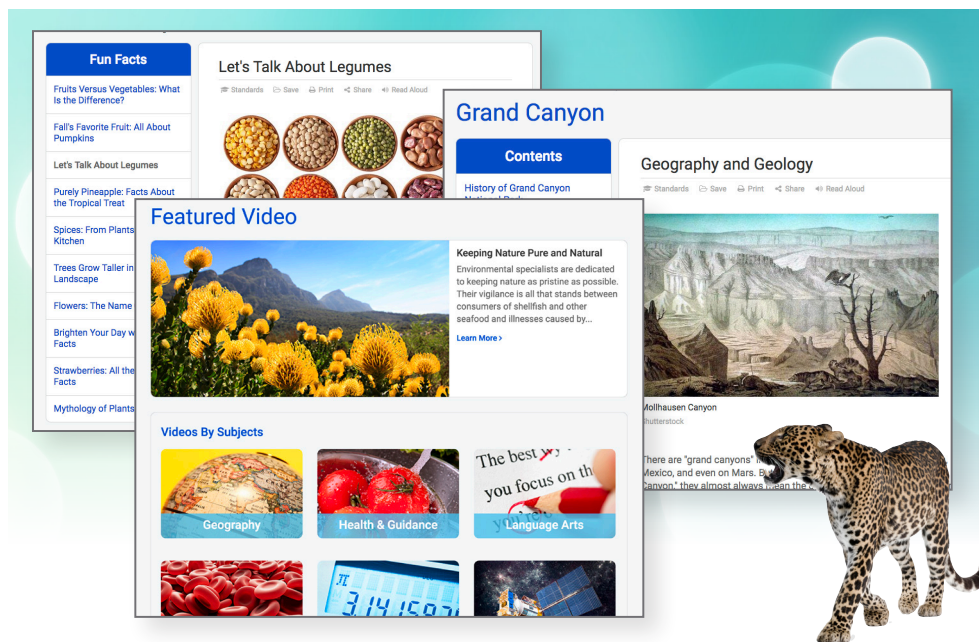 Fun Facts
Fruits Versus Vegetables: What
Is the Difference?
Fall's Favorite Fruit: All About
Pumpkins
Let's Talk About Legumes
Purely Pineapple: Facts About
the Tropical Treat
Spices: From Plants
Kitchen
Trees Grow Taller in
Landscape
Flowers: The Name
Brighten Your Day w
Facts
Strawberries: All the
Facts
Mythology of Plants
Let's Talk About Legumes
Standards Save Print Share Read Aloud
Grand Canyon
Contents
History of Grand Canyon
Geography and Geology
Standards Save Print Share Read Aloud
Mollhausen Canyon
Shutterstock
There are "grand canyons"
Mexico, and even on Mars. B
Canyon," they almost always mean the
Featured Video
Keeping Nature Pure and Natural
Environmental specialists are dedicated
to keeping nature as pristine as possible.
Their vigilance is all that stands between
consumers of shellfish and other
seafood and illnesses caused by...
Learn More >
Videos By Subjects
Geography
Health & Guidance
The best
you focus on th
Language Arts
π
3.1415926